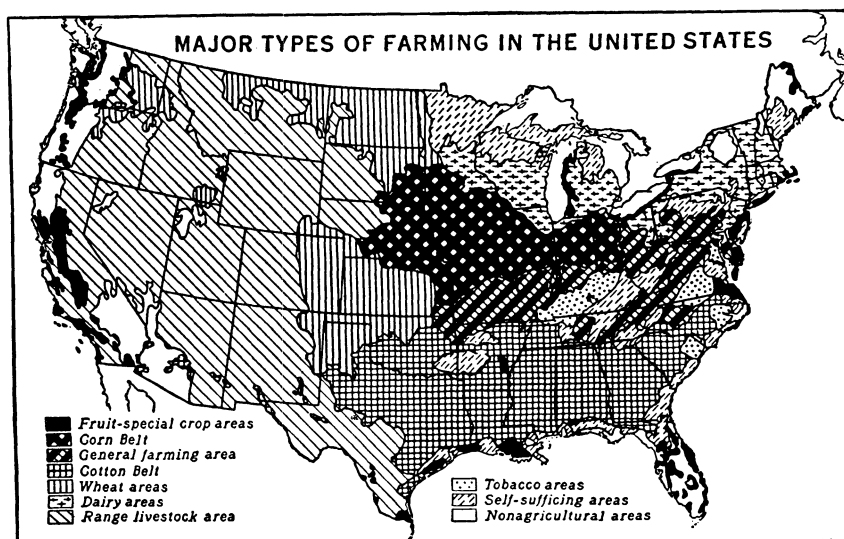 MAJOR TYPES OF FARMING IN THE UNITED STATES
Fruit-special crop areas
Corn Belt
General farming area
Cotton Belt
Wheat areas
Dairy areas
Range livestock area
Tobacco areas
Self-sufficing areas
Nonagricultural areas